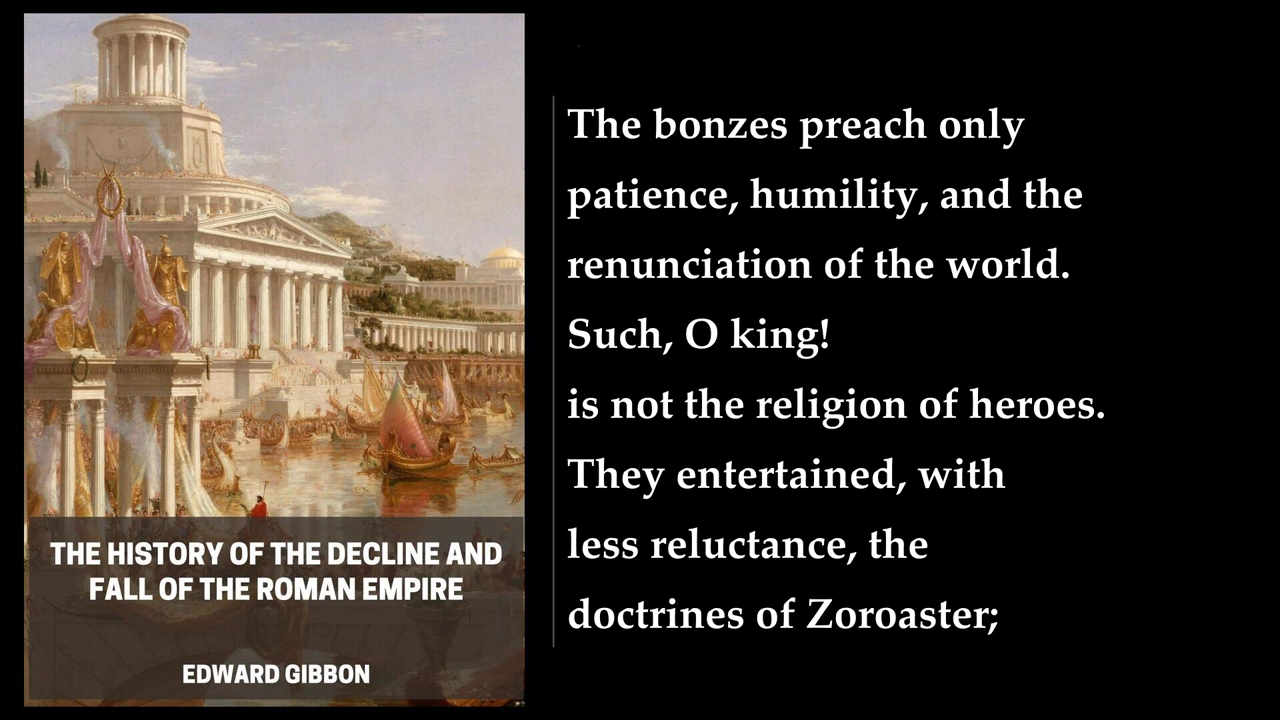 THE HISTORY OF THE DECLINE AND
FALL OF THE ROMAN EMPIRE
EDWARD GIBBON
The bonzes preach only
patience, humility, and the
renunciation of the world.
Such, O king!
is not the religion of heroes.
They entertained, with
less reluctance, the
doctrines of Zoroaster;